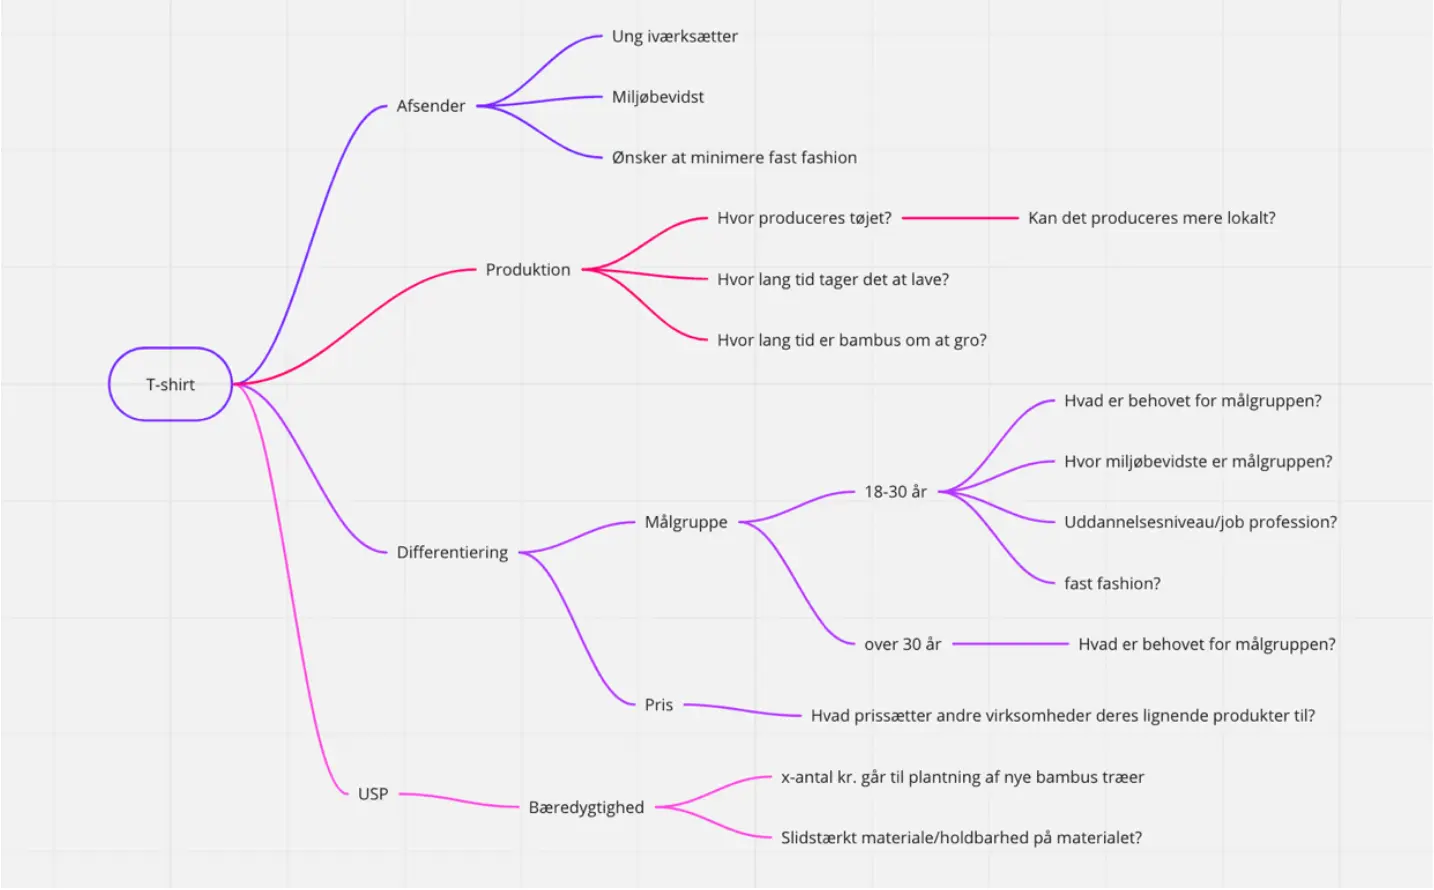 Ung iværksætter
Afsender
Miljøbevidst
Ønsker at minimere fast fashion
Hvor produceres tøjet?
Kan det produceres mere lokalt?
Produktion
Hvor lang tid tager det at lave?
Hvor lang tid er bambus om at gro?
T-shirt
Hvad er behovet for målgruppen?
Hvor miljøbevidste er målgruppen?
18-30 år
Målgruppe
Uddannelsesniveau/job profession?
Differentiering
fast fashion?
over 30 år
Hvad er behovet for målgruppen?
Pris
Hvad prissætter andre virksomheder deres lignende produkter til?
USP
Bæredygtighed
x-antal kr. går til plantning af nye bambus træer
Slidstærkt materiale/holdbarhed på materialet?